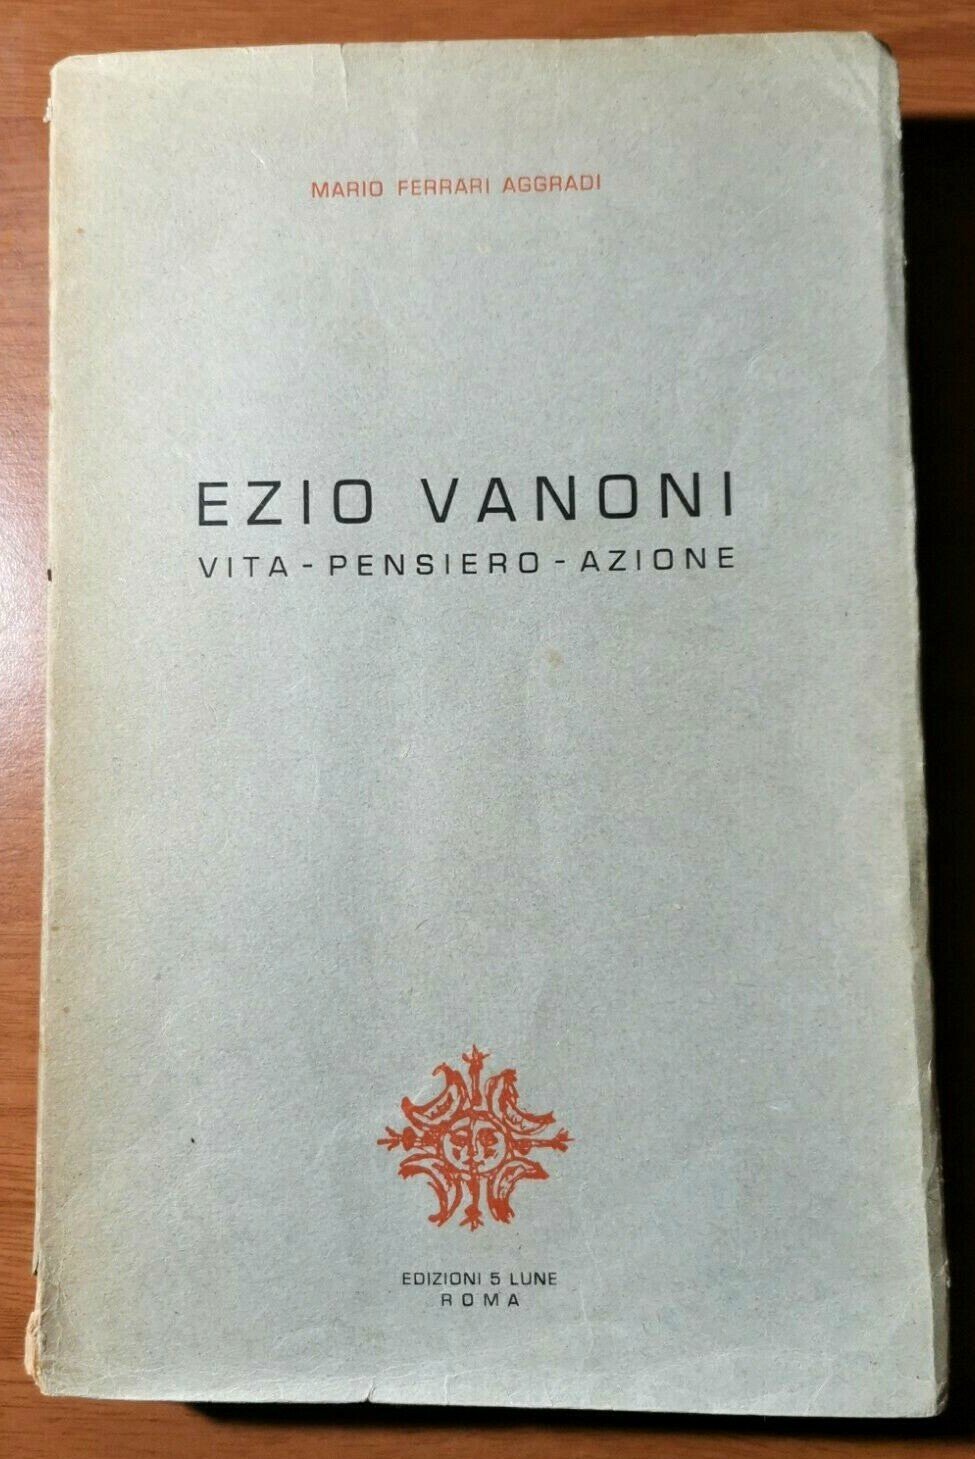 MARIO FERRARI AGGRADI
EZIO VANONI
VITA - PENSIERO - AZIONE
EDIZIONI 5 LUNE
ROMA